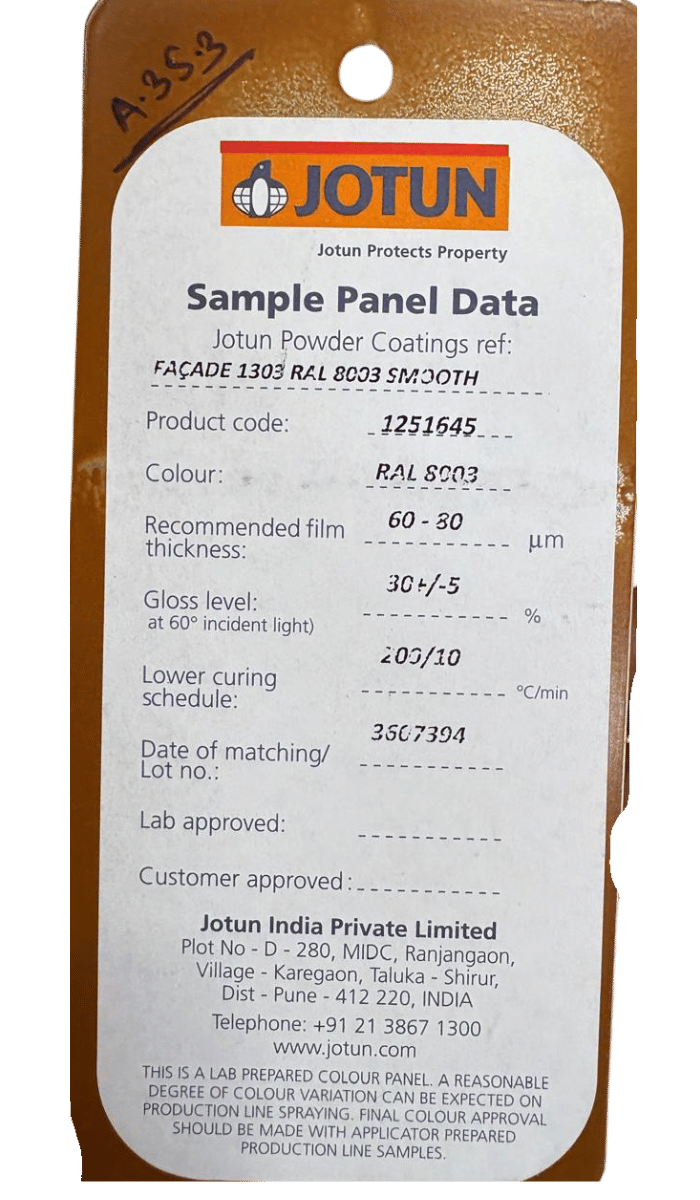 A.35.3
JOTUN
Jotun Protects Property
Sample Panel Data
Jotun Powder Coatings ref:
FAÇADE 1303 RAL 8003 SMOOTH
Product code: 1251645
Colour: RAL 8003
Recommended film thickness: 60 - 80 µm
Gloss level: 30+/-5 %
at 60° incident light)
Lower curing schedule: 200/10 °C/min
Date of matching/ 3607394
Lot no.:
Lab approved:
Customer approved:
Jotun India Private Limited
Plot No - D - 280, MIDC, Ranjangaon,
Village - Karegaon, Taluka - Shirur,
Dist - Pune - 412 220, INDIA
Telephone: +91 21 3867 1300
www.jotun.com
THIS IS A LAB PREPARED COLOUR PANEL. A REASONABLE
DEGREE OF COLOUR VARIATION CAN BE EXPECTED ON
PRODUCTION LINE SPRAYING. FINAL COLOUR APPROVAL
SHOULD BE MADE WITH APPLICATOR PREPARED
PRODUCTION LINE SAMPLES.